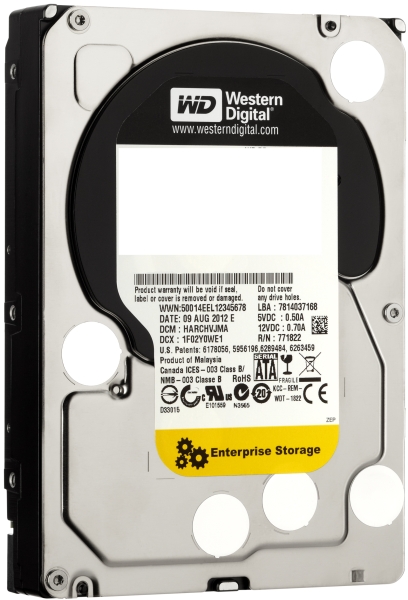 WD Western Digital®
www.westerndigital.com
Product warranty will be void if any seal,
label or cover is removed or damaged.
Do not cover
any drive holes.
WWN:50014EEL12345678
LBA : 7814037168
DATE: 09 AUG 2012 E
5VDC : 0.50A
DCM : HARCHVJMA
12VDC : 0.70A
DCX : 1F02Y0WE1
R/N : 771822
U.S. Patents: 6178056, 5956196,6289484, 6263459
Product of Malaysia
Canada ICES - 003 Class B/
NMB - 003 Classe B
RoHS
SERIAL
ATA
FRAGILE
KCC-REM-
WDT-1822
D33015
E101559
N3965
20
ZEP
Enterprise Storage